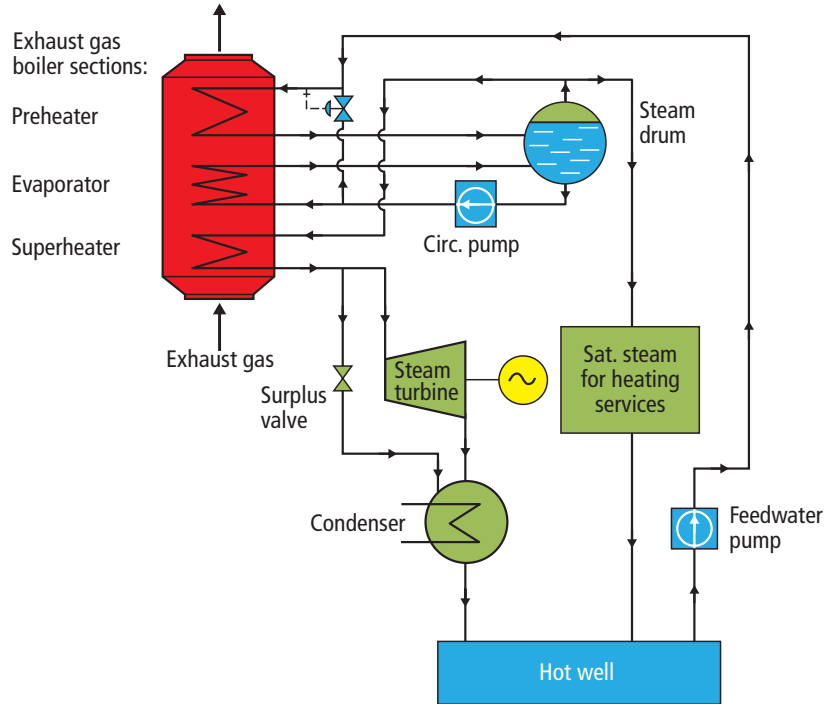 Exhaust gas
boiler sections:
Preheater
Evaporator
Superheater
Exhaust gas
Steam
drum
Circ. pump
Surplus
valve
Steam
turbine
Sat. steam
for heating
services
Condenser
Feedwater
pump
Hot well